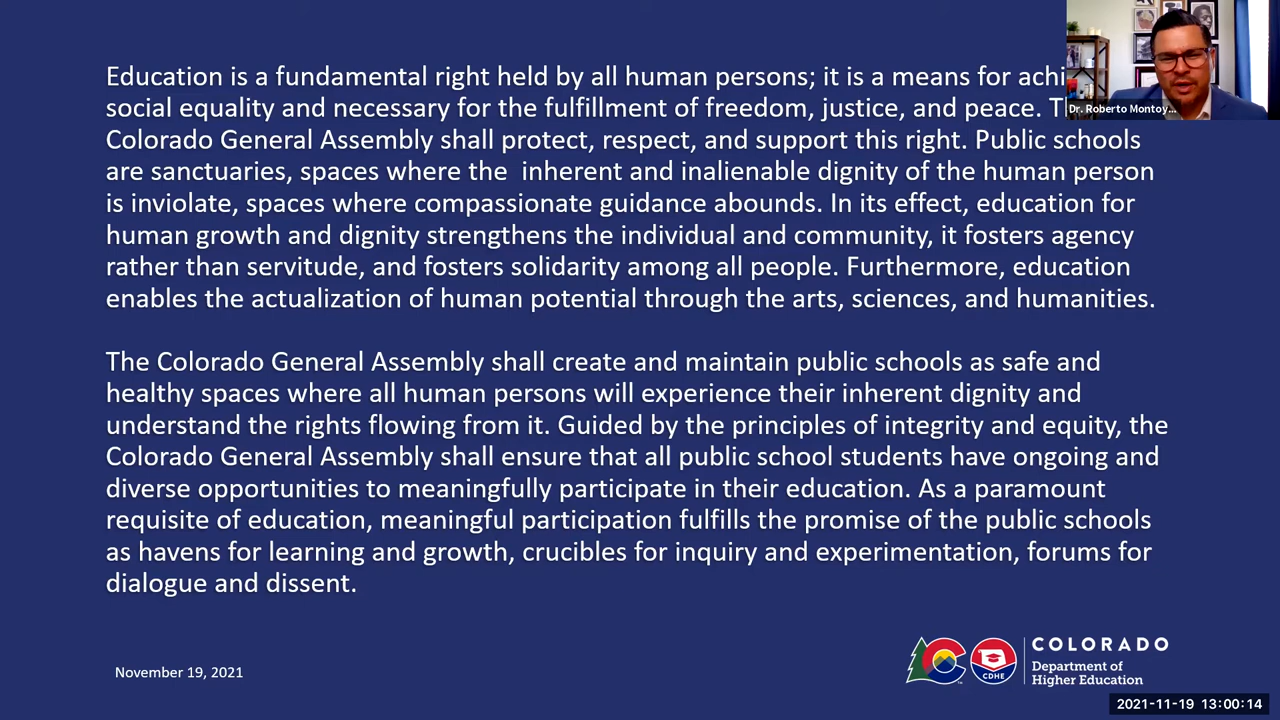 Education is a fundamental right held by all human persons; it is a means for
social equality and necessary for the fulfillment of freedom, justice, and peace.
Colorado General Assembly shall protect, respect, and support this right. Public schools
are sanctuaries, spaces where the inherent and inalienable dignity of the human person
is inviolate, spaces where compassionate guidance abounds. In its effect, education for
human growth and dignity strengthens the individual and community, it fosters agency
rather than servitude, and fosters solidarity among all people. Furthermore, education
enables the actualization of human potential through the arts, sciences, and humanities.
The Colorado General Assembly shall create and maintain public schools as safe and
healthy spaces where all human persons will experience their inherent dignity and
understand the rights flowing from it. Guided by the principles of integrity and equity, the
Colorado General Assembly shall ensure that all public school students have ongoing and
diverse opportunities to meaningfully participate in their education. As a paramount
requisite of education, meaningful participation fulfills the promise of the public schools
as havens for learning and growth, crucibles for inquiry and experimentation, forums for
dialogue and dissent.
Dr. Roberto Montoy...
November 19, 2021
CDHE
COLORADO
Department of
Higher Education
2021-11-19 13:00:14